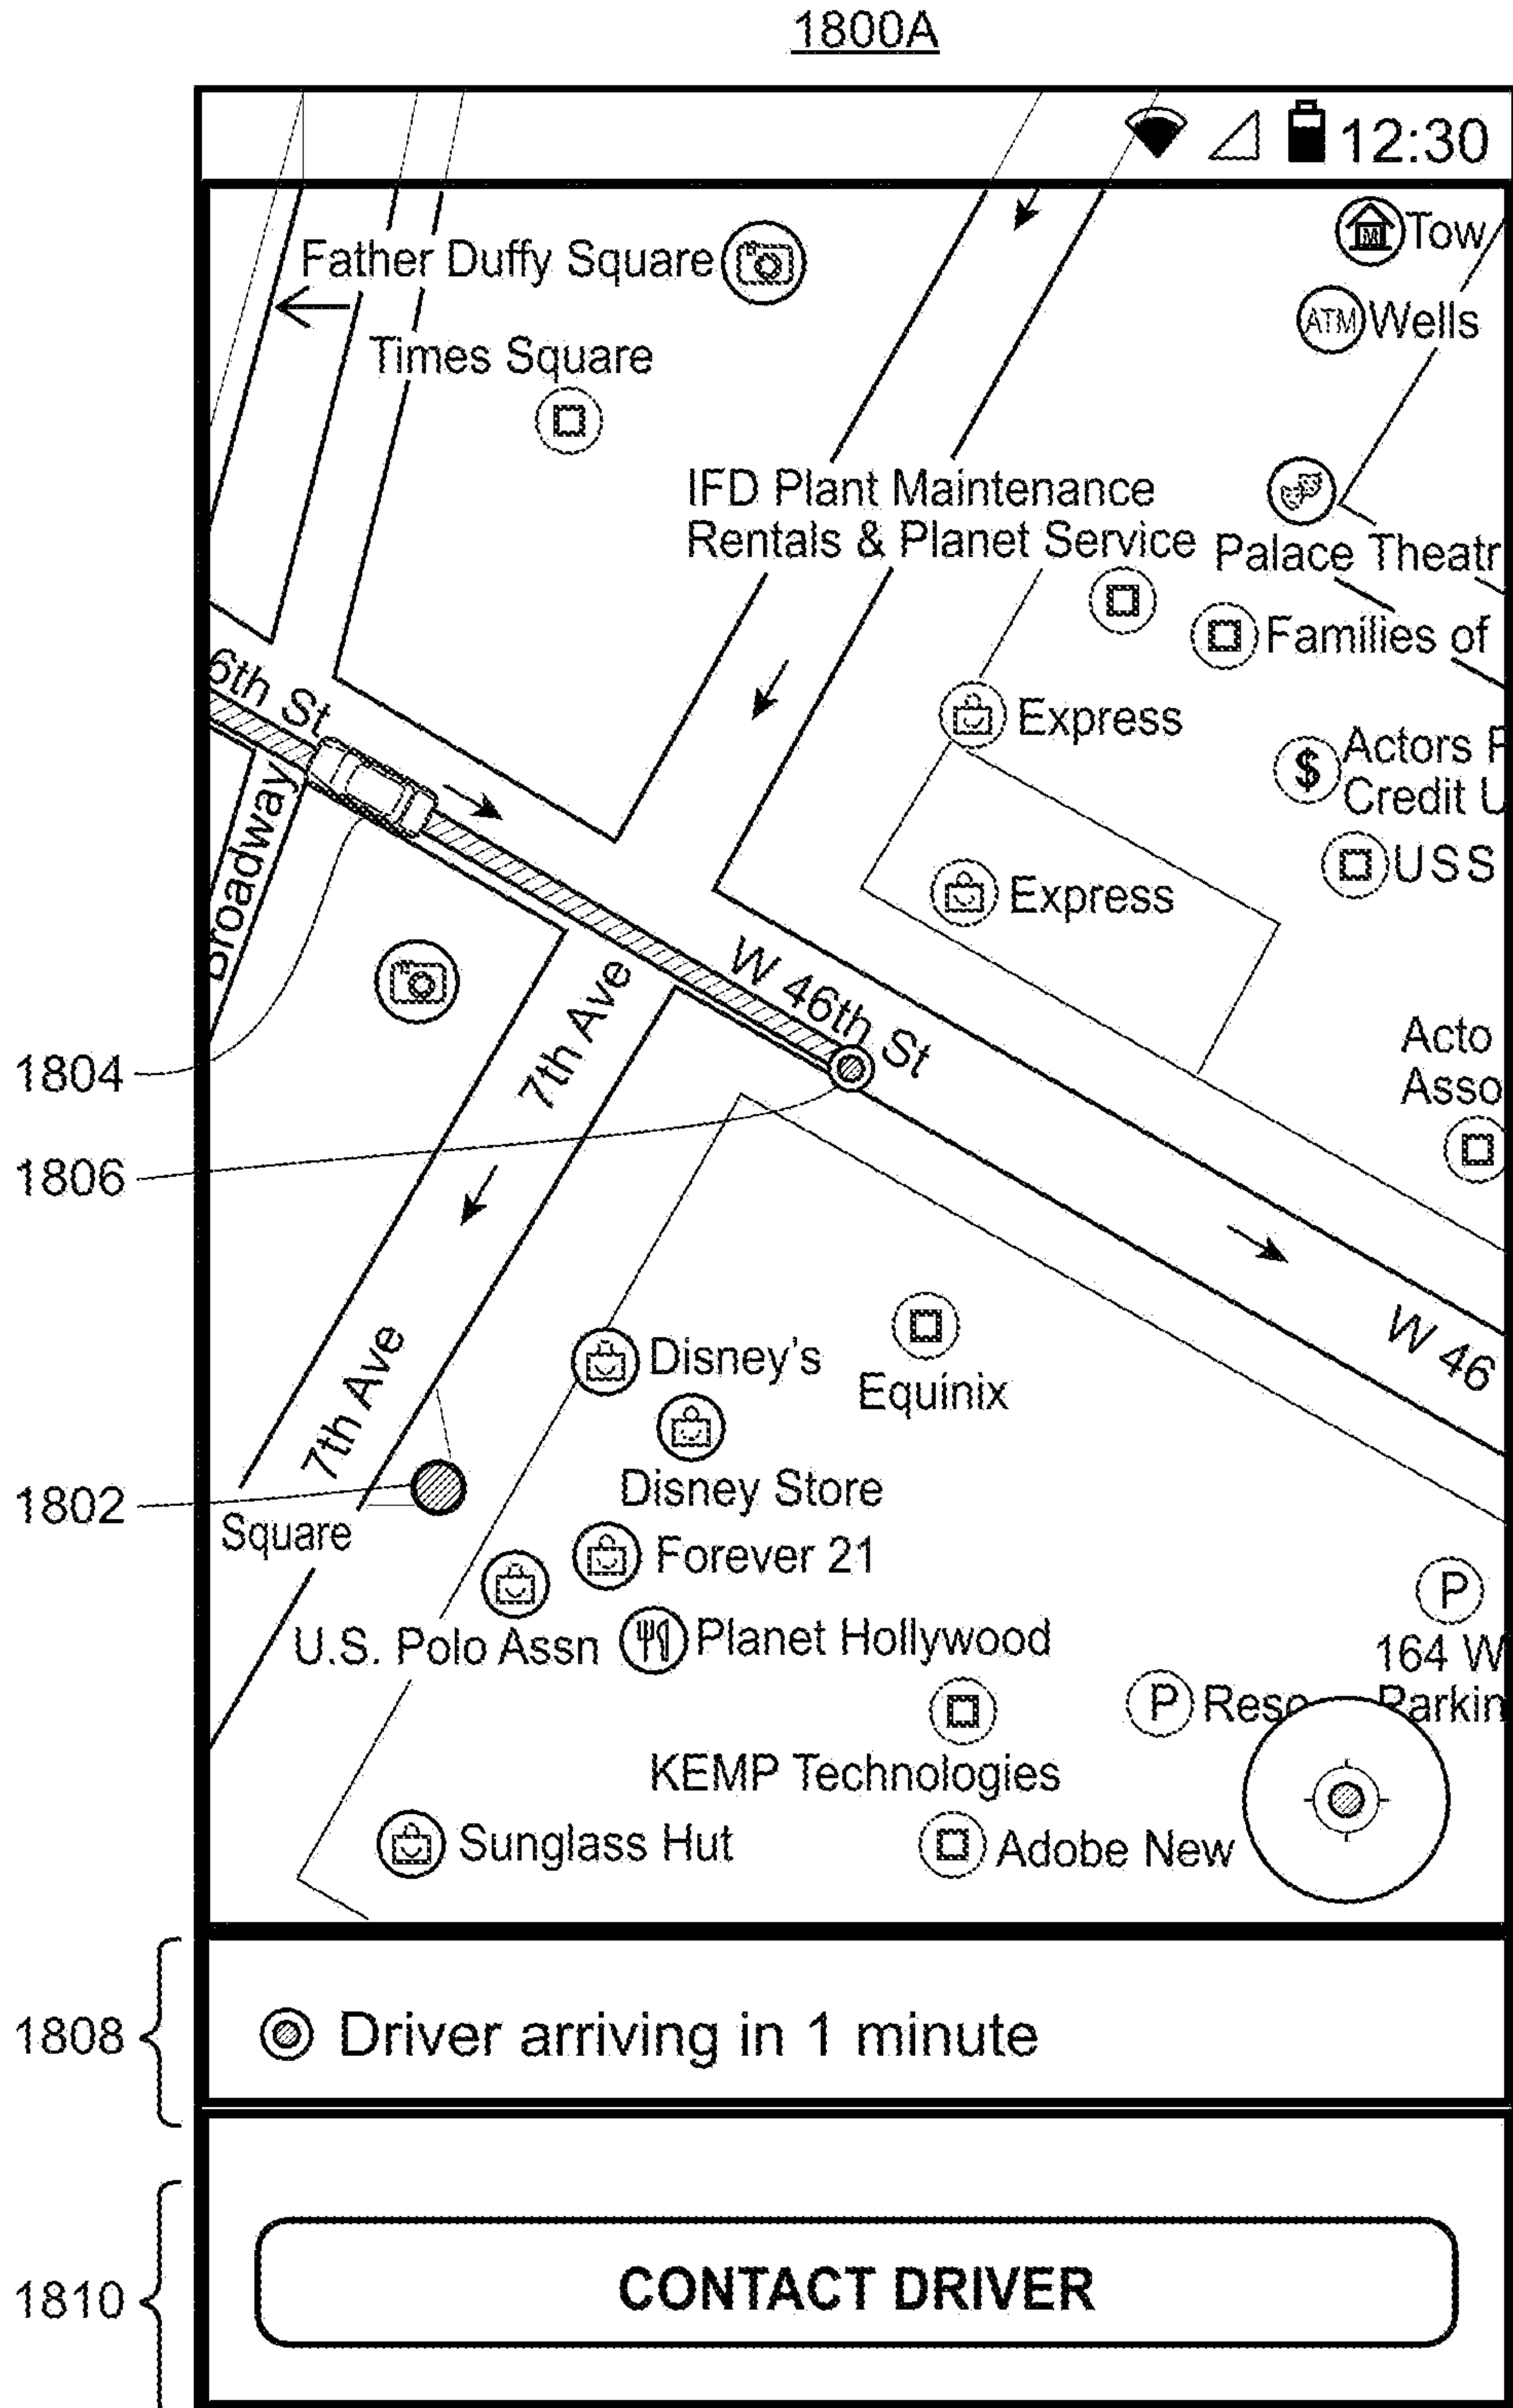 1800A
12:30
Father Duffy Square
Tow
ATM
Wells
Times Square
IFD Plant Maintenance
Rentals & Planet Service
Palace Theatr
Families of
6th St
Express
$
Actors F
Credit U
Broadway
Express
USS
W 46th St
7th Ave
Acto
Asso
1804
1806
W 46
7th Ave
Disney's
Equinix
Disney Store
1802
Square
Forever 21
P
U.S. Polo Assn
Planet Hollywood
164 W
Parkin
P
Reso
KEMP Technologies
Sunglass Hut
Adobe New
1808
Driver arriving in 1 minute
1810
CONTACT DRIVER